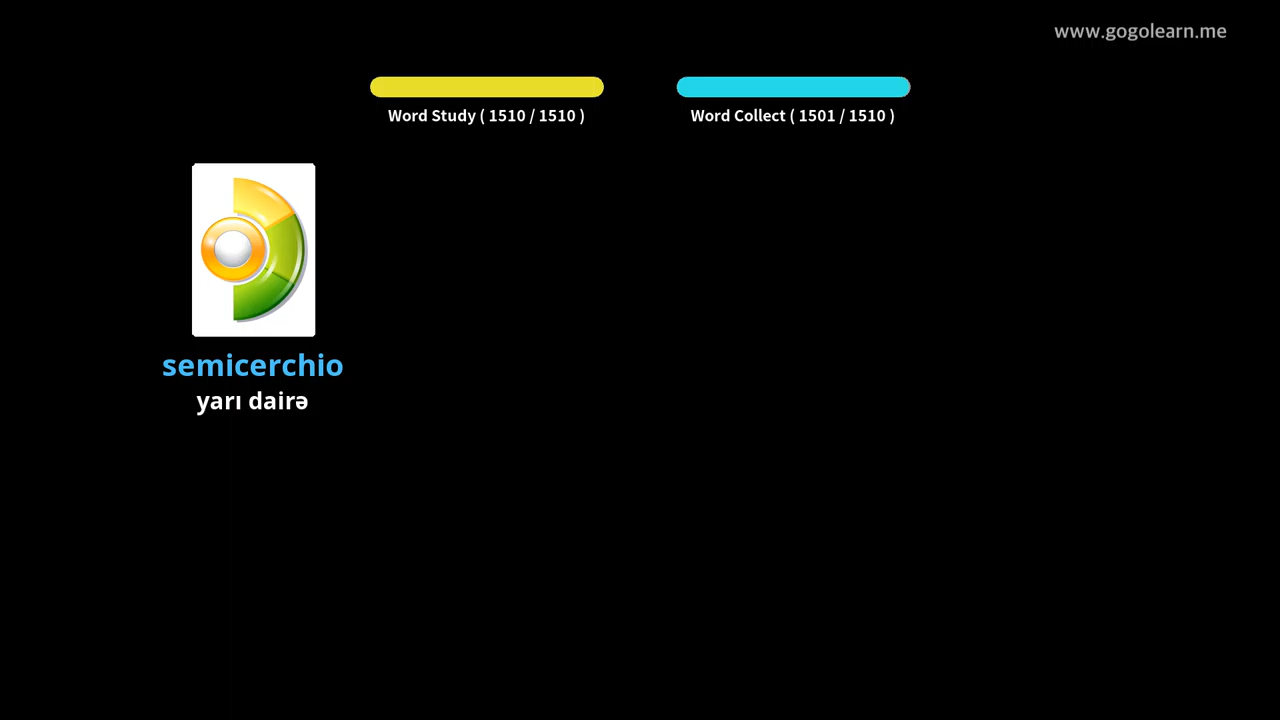 www.gogolearn.me
Word Study ( 1510 / 1510 )
Word Collect ( 1501 / 1510 )
semicerchio
yarı dairə